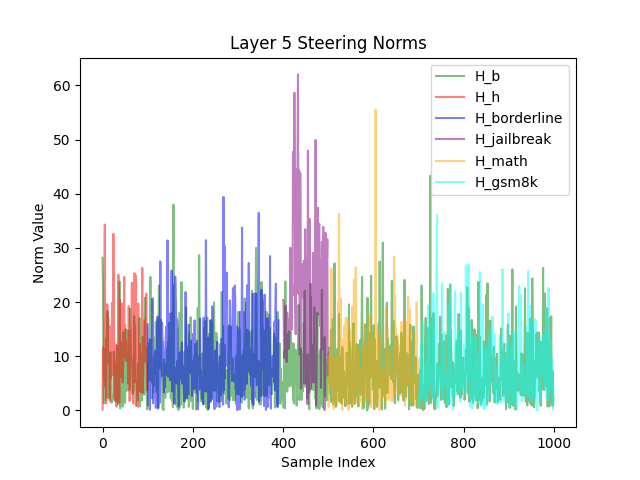 Layer 5 Steering Norms
Norm Value
60
50
40
30
20
10
0
H_b
H_h
H_borderline
H_jailbreak
H_math
H_gsm8k
0
200
400
600
800
1000
Sample Index